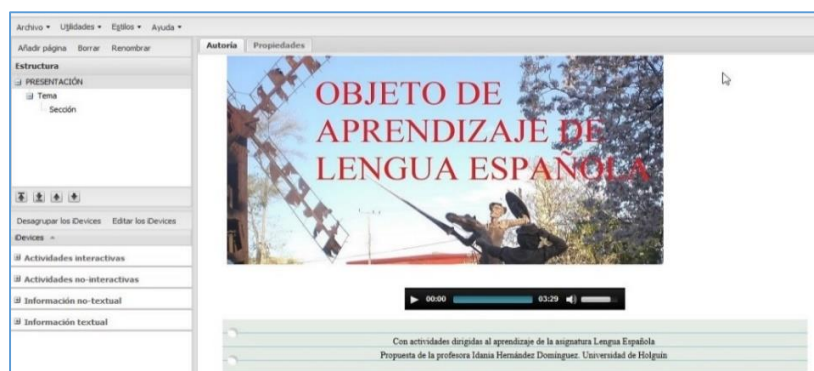 Archivo Utilidades Estilos Ayuda
Añadir página Borrar Renombrar
Autoría Propiedades
Estructura
PRESENTACIÓN
Tema
Sección
OBJETO DE
APRENDIZAJE DE
LENGUA ESPAÑOLA
Desagrupar los iDevices Editar los iDevices
iDevices
Actividades interactivas
Actividades no-interactivas
Información no-textual
Información textual
00:00 03:29
Con actividades dirigidas al aprendizaje de la asignatura Lengua Española
Propuesta de la profesora Idania Hernández Domínguez. Universidad de Holguín